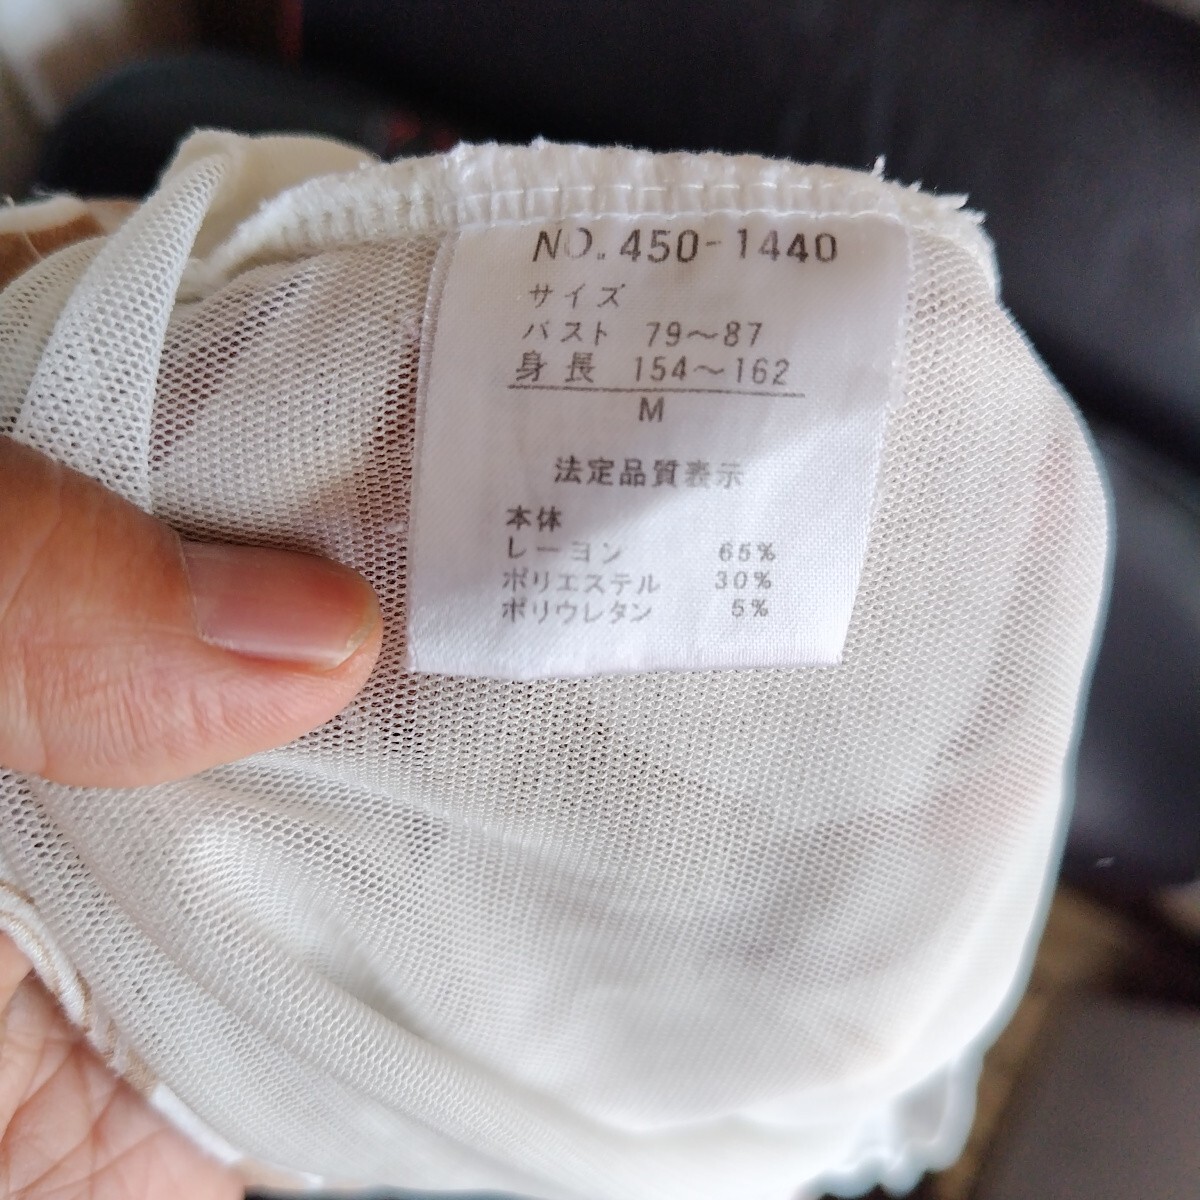 NO. 450-1440
サイズ
バスト 79～87
身長 154～162
M
法定品質表示
本体
レーヨン 65%
ポリエステル 30%
ポリウレタン 5%